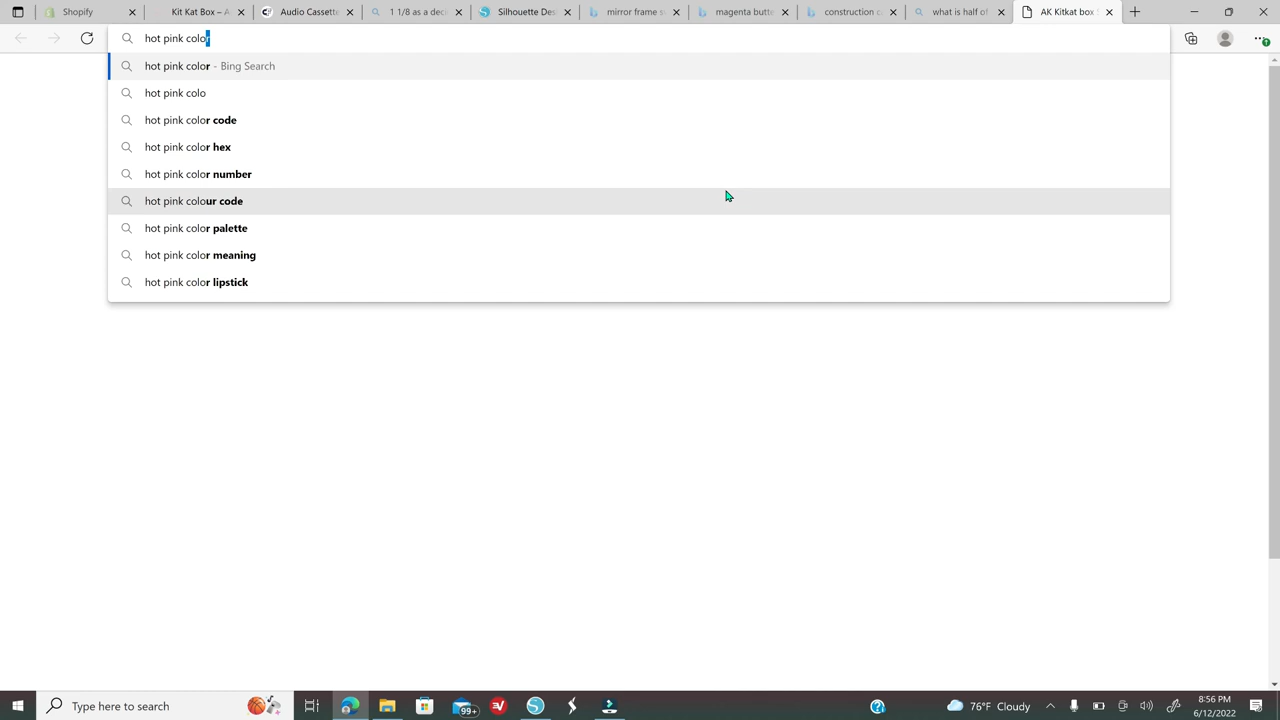 Shopify
Kit Kat Box – A
Audio Cassett
1 1/8 as a dec
Silhouette Des
mirror frame s
magenta butt
construction c
what is half of
AK Kitkat box
hot pink color
hot pink color - Bing Search
hot pink colo
hot pink color code
hot pink color hex
hot pink color number
hot pink colour code
hot pink color palette
hot pink color meaning
hot pink color lipstick
Type here to search
99+
76°F Cloudy
8:56 PM
6/12/2022